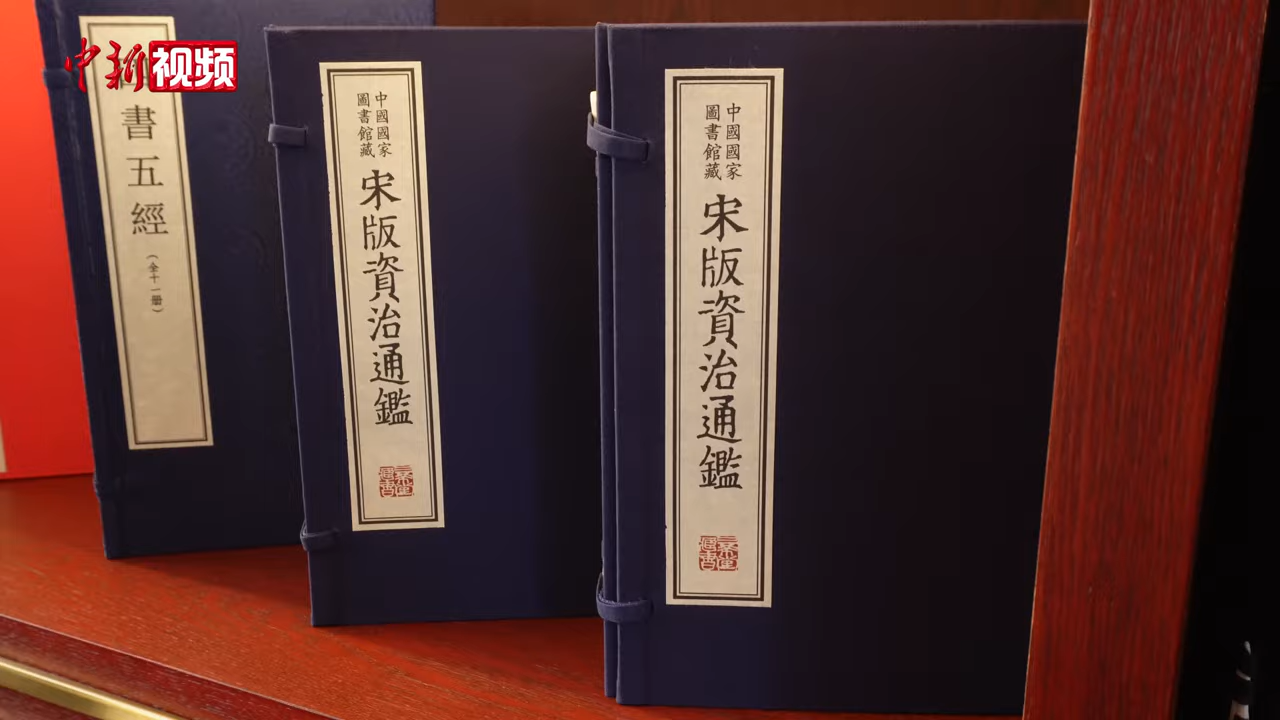 中新视频
書五經
（全十一册）
中國國家
圖書館藏
宋版資治通鑑
中國國家
圖書館藏
宋版資治通鑑